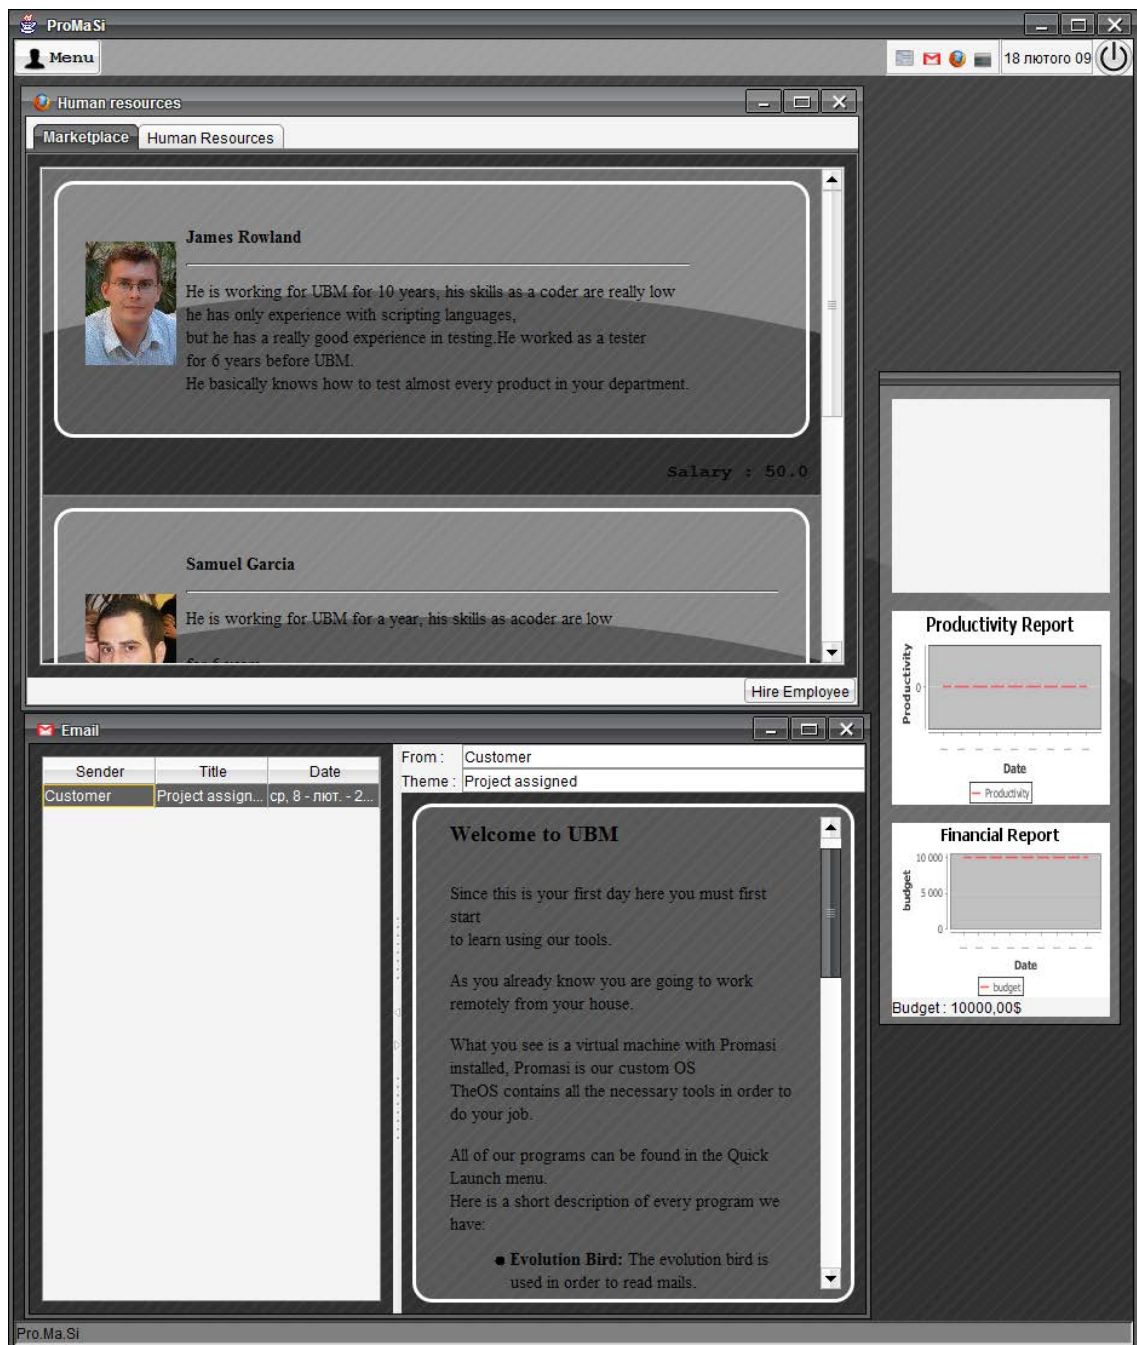 ProMaSi
Menu
18 лютого 09
Human resources
Marketplace Human Resources
James Rowland
He is working for UBM for 10 years, his skills as a coder are really low
he has only experience with scripting languages,
but he has a really good experience in testing.He worked as a tester
for 6 years before UBM.
He basically knows how to test almost every product in your department.
Salary : 50.0
Samuel Garcia
He is working for UBM for a year, his skills as acoder are low
for 6 years
Hire Employee
Email
Sender Title Date
Customer Project assign... ср, 8 - лют. - 2...
From : Customer
Theme : Project assigned
Welcome to UBM
Since this is your first day here you must first
start
to learn using our tools.
As you already know you are going to work
remotely from your house.
What you see is a virtual machine with Promasi
installed, Promasi is our custom OS
TheOS contains all the necessary tools in order to
do your job.
All of our programs can be found in the Quick
Launch menu.
Here is a short description of every program we
have:
Evolution Bird: The evolution bird is
used in order to read mails.
Productivity Report
Productivity
0
Date
Productivity
Financial Report
budget
10 000
5 000
0
Date
budget
Budget : 10000,00$
Pro.Ma.Si